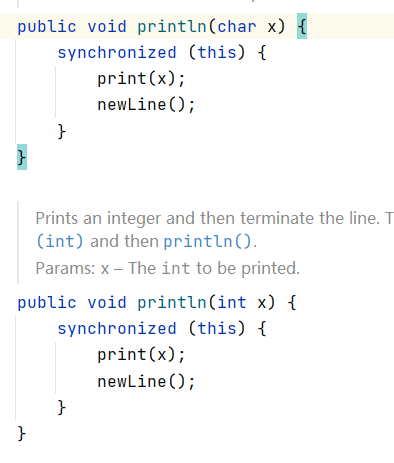 public void println(char x) {
    synchronized (this) {
        print(x);
        newLine();
    }
}
Prints an integer and then terminate the line. T
(int) and then println().
Params: x – The int to be printed.
public void println(int x) {
    synchronized (this) {
        print(x);
        newLine();
    }
}